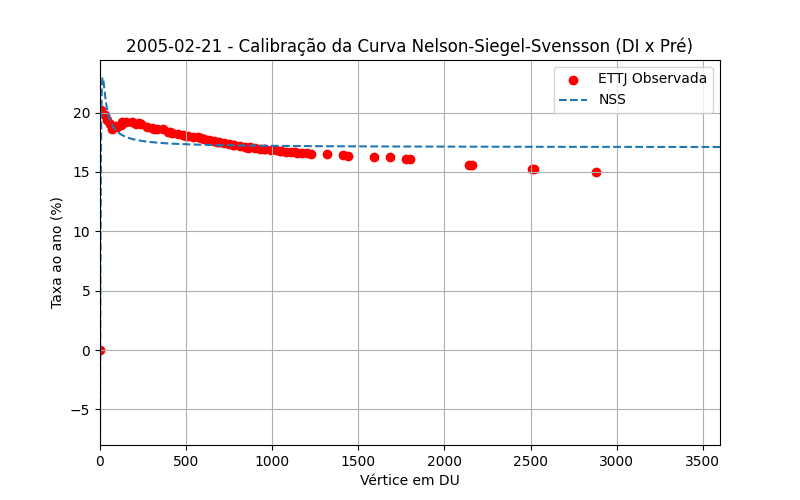 2005-02-21 - Calibração da Curva Nelson-Siegel-Svensson (DI x Pré)
ETTJ Observada
NSS
Taxa ao ano (%)
20
15
10
5
0
−5
0 500 1000 1500 2000 2500 3000 3500
Vértice em DU